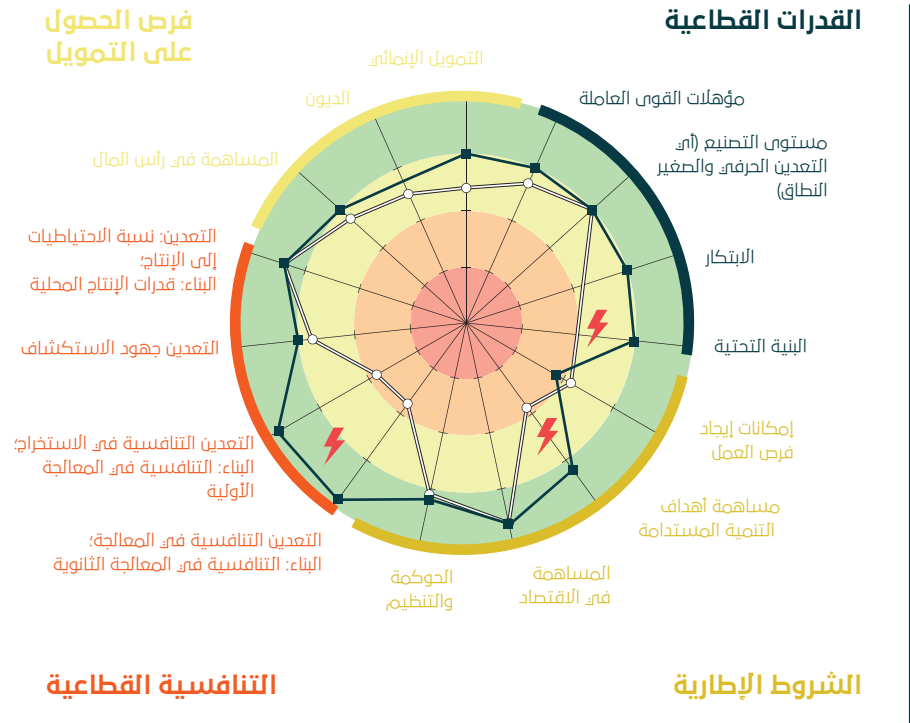 القدرات القطاعية
فرص الحصول
على التمويل
التمويل الإنمائي
الديون
المساهمة في رأس المال
مؤهلات القوى العاملة
مستوى التصنيع (أي
التعدين الحرفي والصغير
النطاق)
الابتكار
البنية التحتية
إمكانات إيجاد
فرص العمل
مساهمة أهداف
التنمية المستدامة
المساهمة
في الاقتصاد
الحوكمة
والتنظيم
التعدين: نسبة الاحتياطيات
إلى الإنتاج؛
البناء: قدرات الإنتاج المحلية
التعدين جهود الاستكشاف
التعدين التنافسية في الاستخراج؛
البناء: التنافسية في المعالجة
الأولية
التعدين التنافسية في المعالجة؛
البناء: التنافسية في المعالجة الثانوية
الشروط الإطارية
التنافسية القطاعية